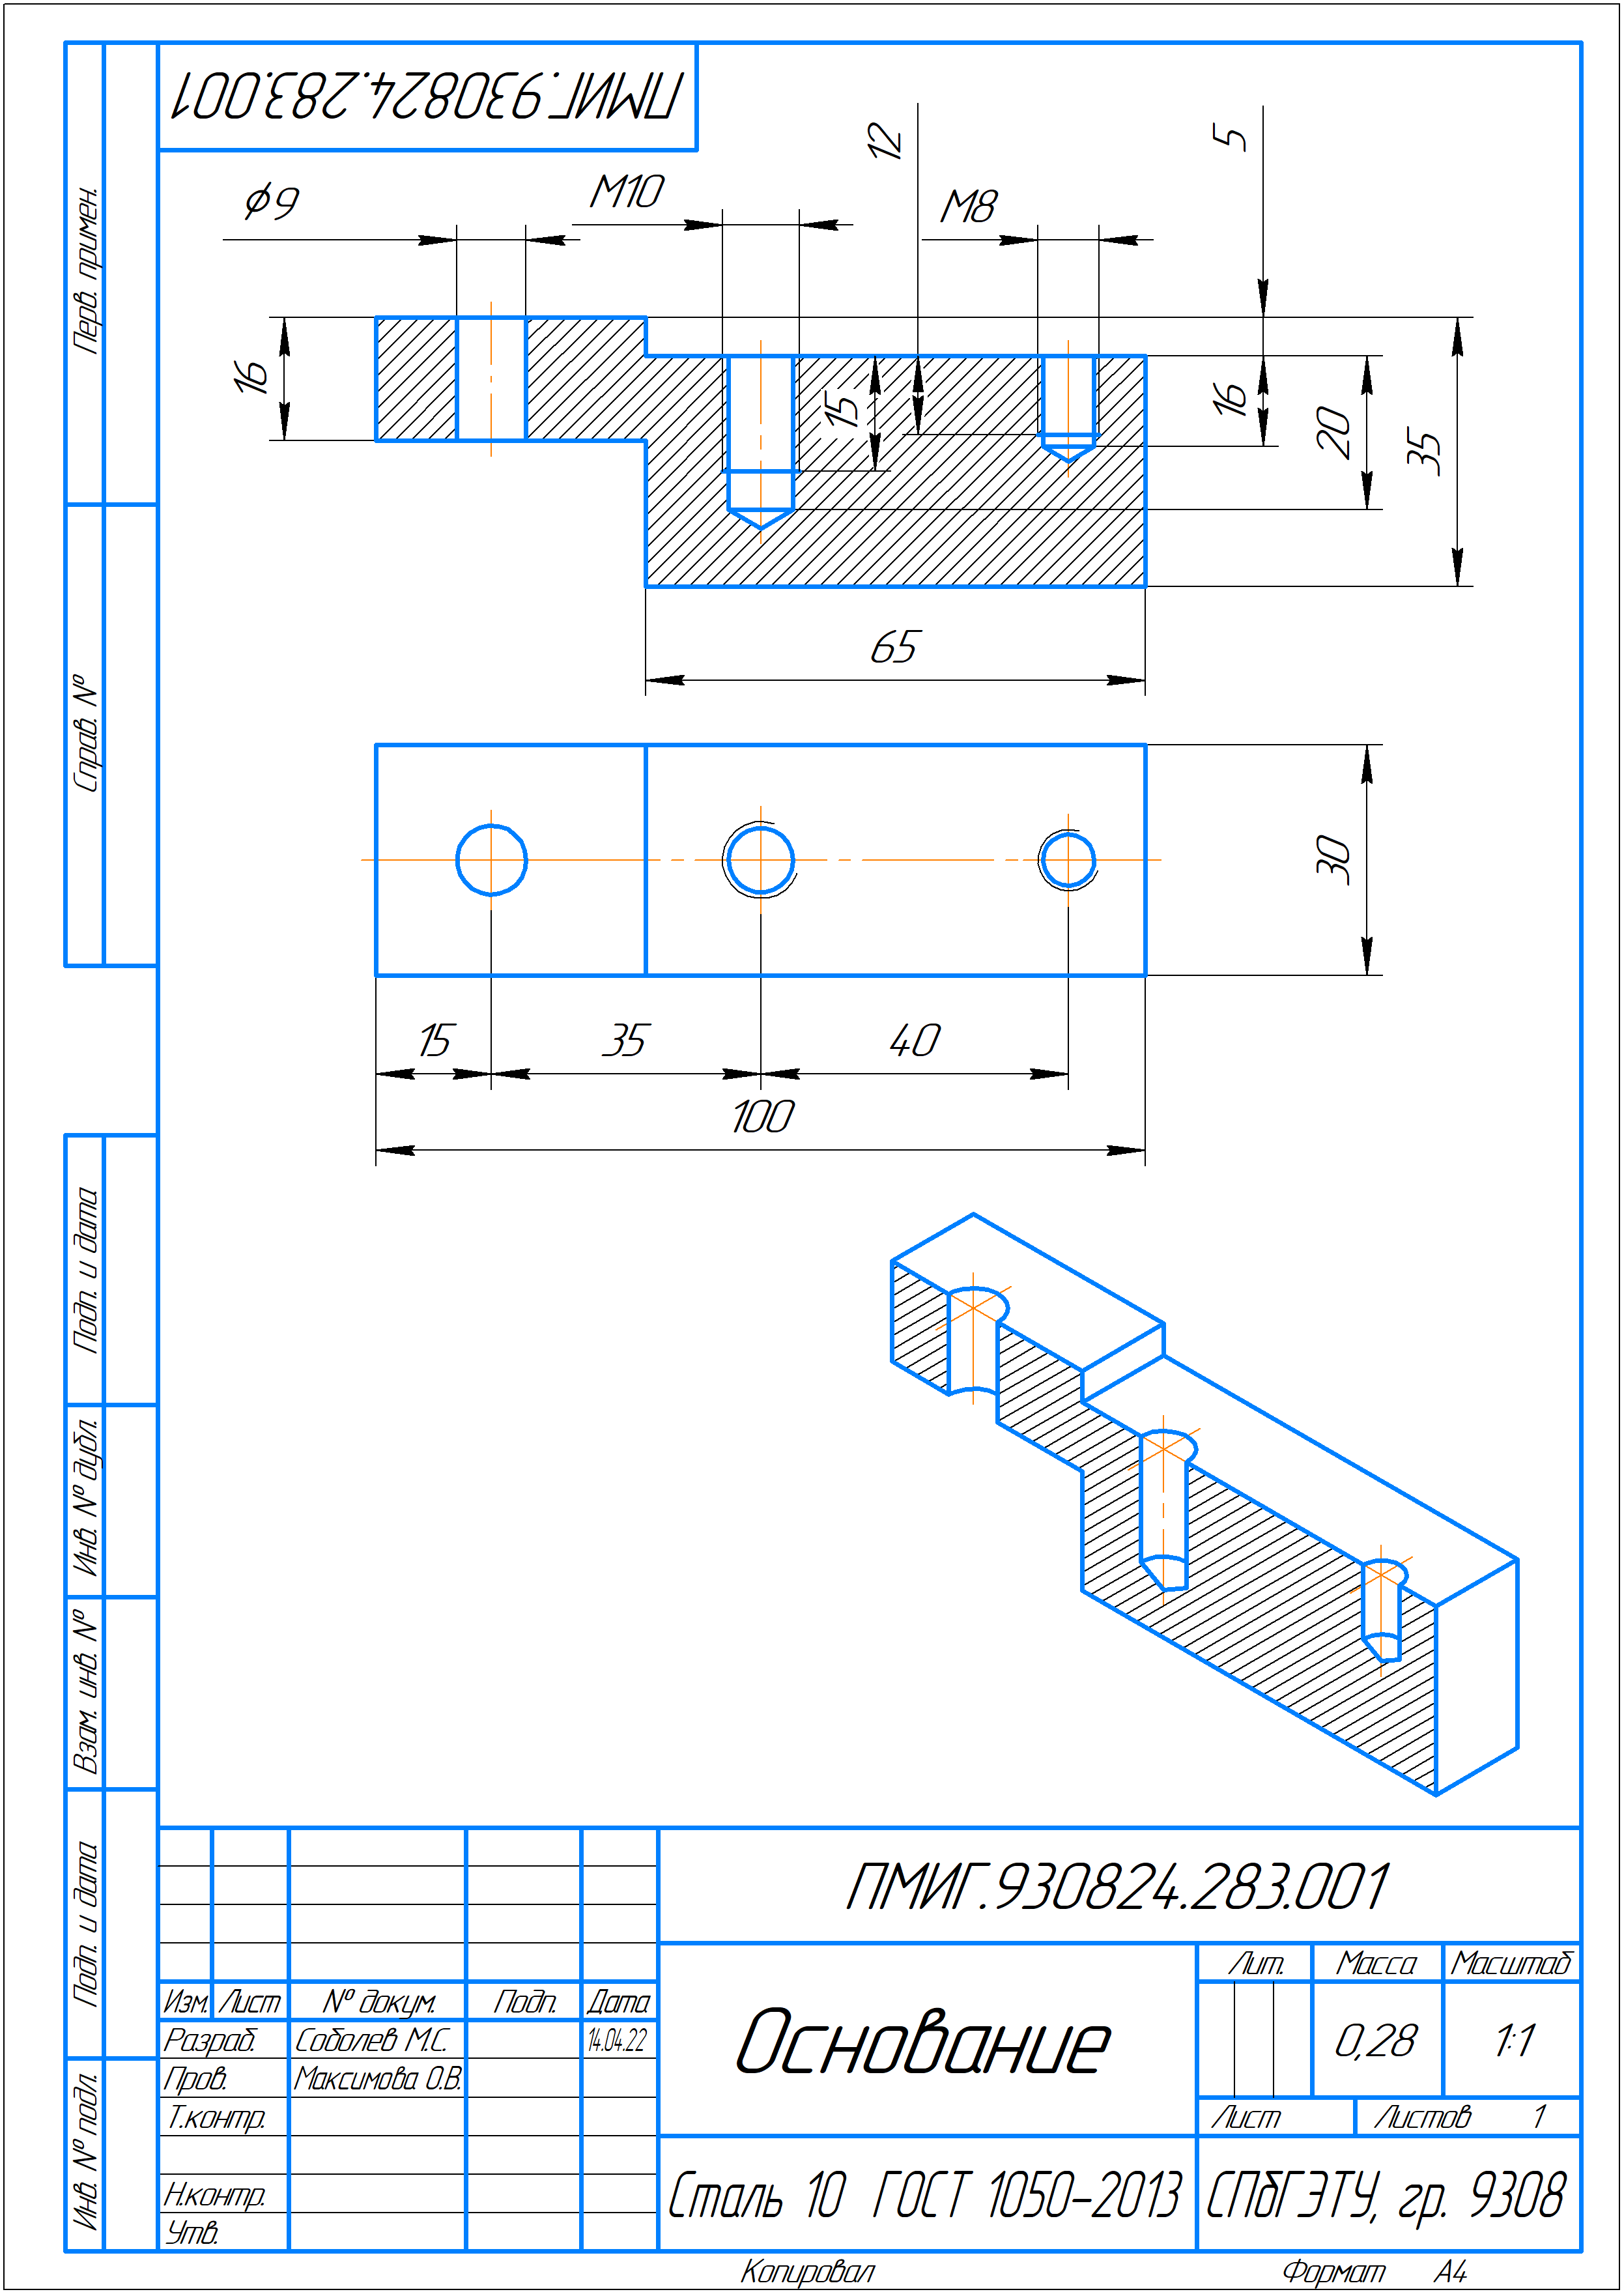 ПМИГ.930824.283.001
Перв. примен.
Справ. №
Подп. и дата
Инв. № дубл.
Взам. инв. №
Подп. и дата
Инв. № подл.
12
5
ϕ9
М10
М8
16
15
16
20
35
65
30
15
35
40
100
ПМИГ.930824.283.001
Лит.
Масса
Масштаб
Изм.
Лист
№ докум.
Подп.
Дата
Разраб.
Соболев М.С.
14.04.22
Основание
0,28
1:1
Пров.
Максимова О.В.
Т.контр.
Лист
Листов 1
Н.контр.
Утв.
Сталь 10 ГОСТ 1050-2013
СПбГЭТУ, гр. 9308
Копировал
Формат А4